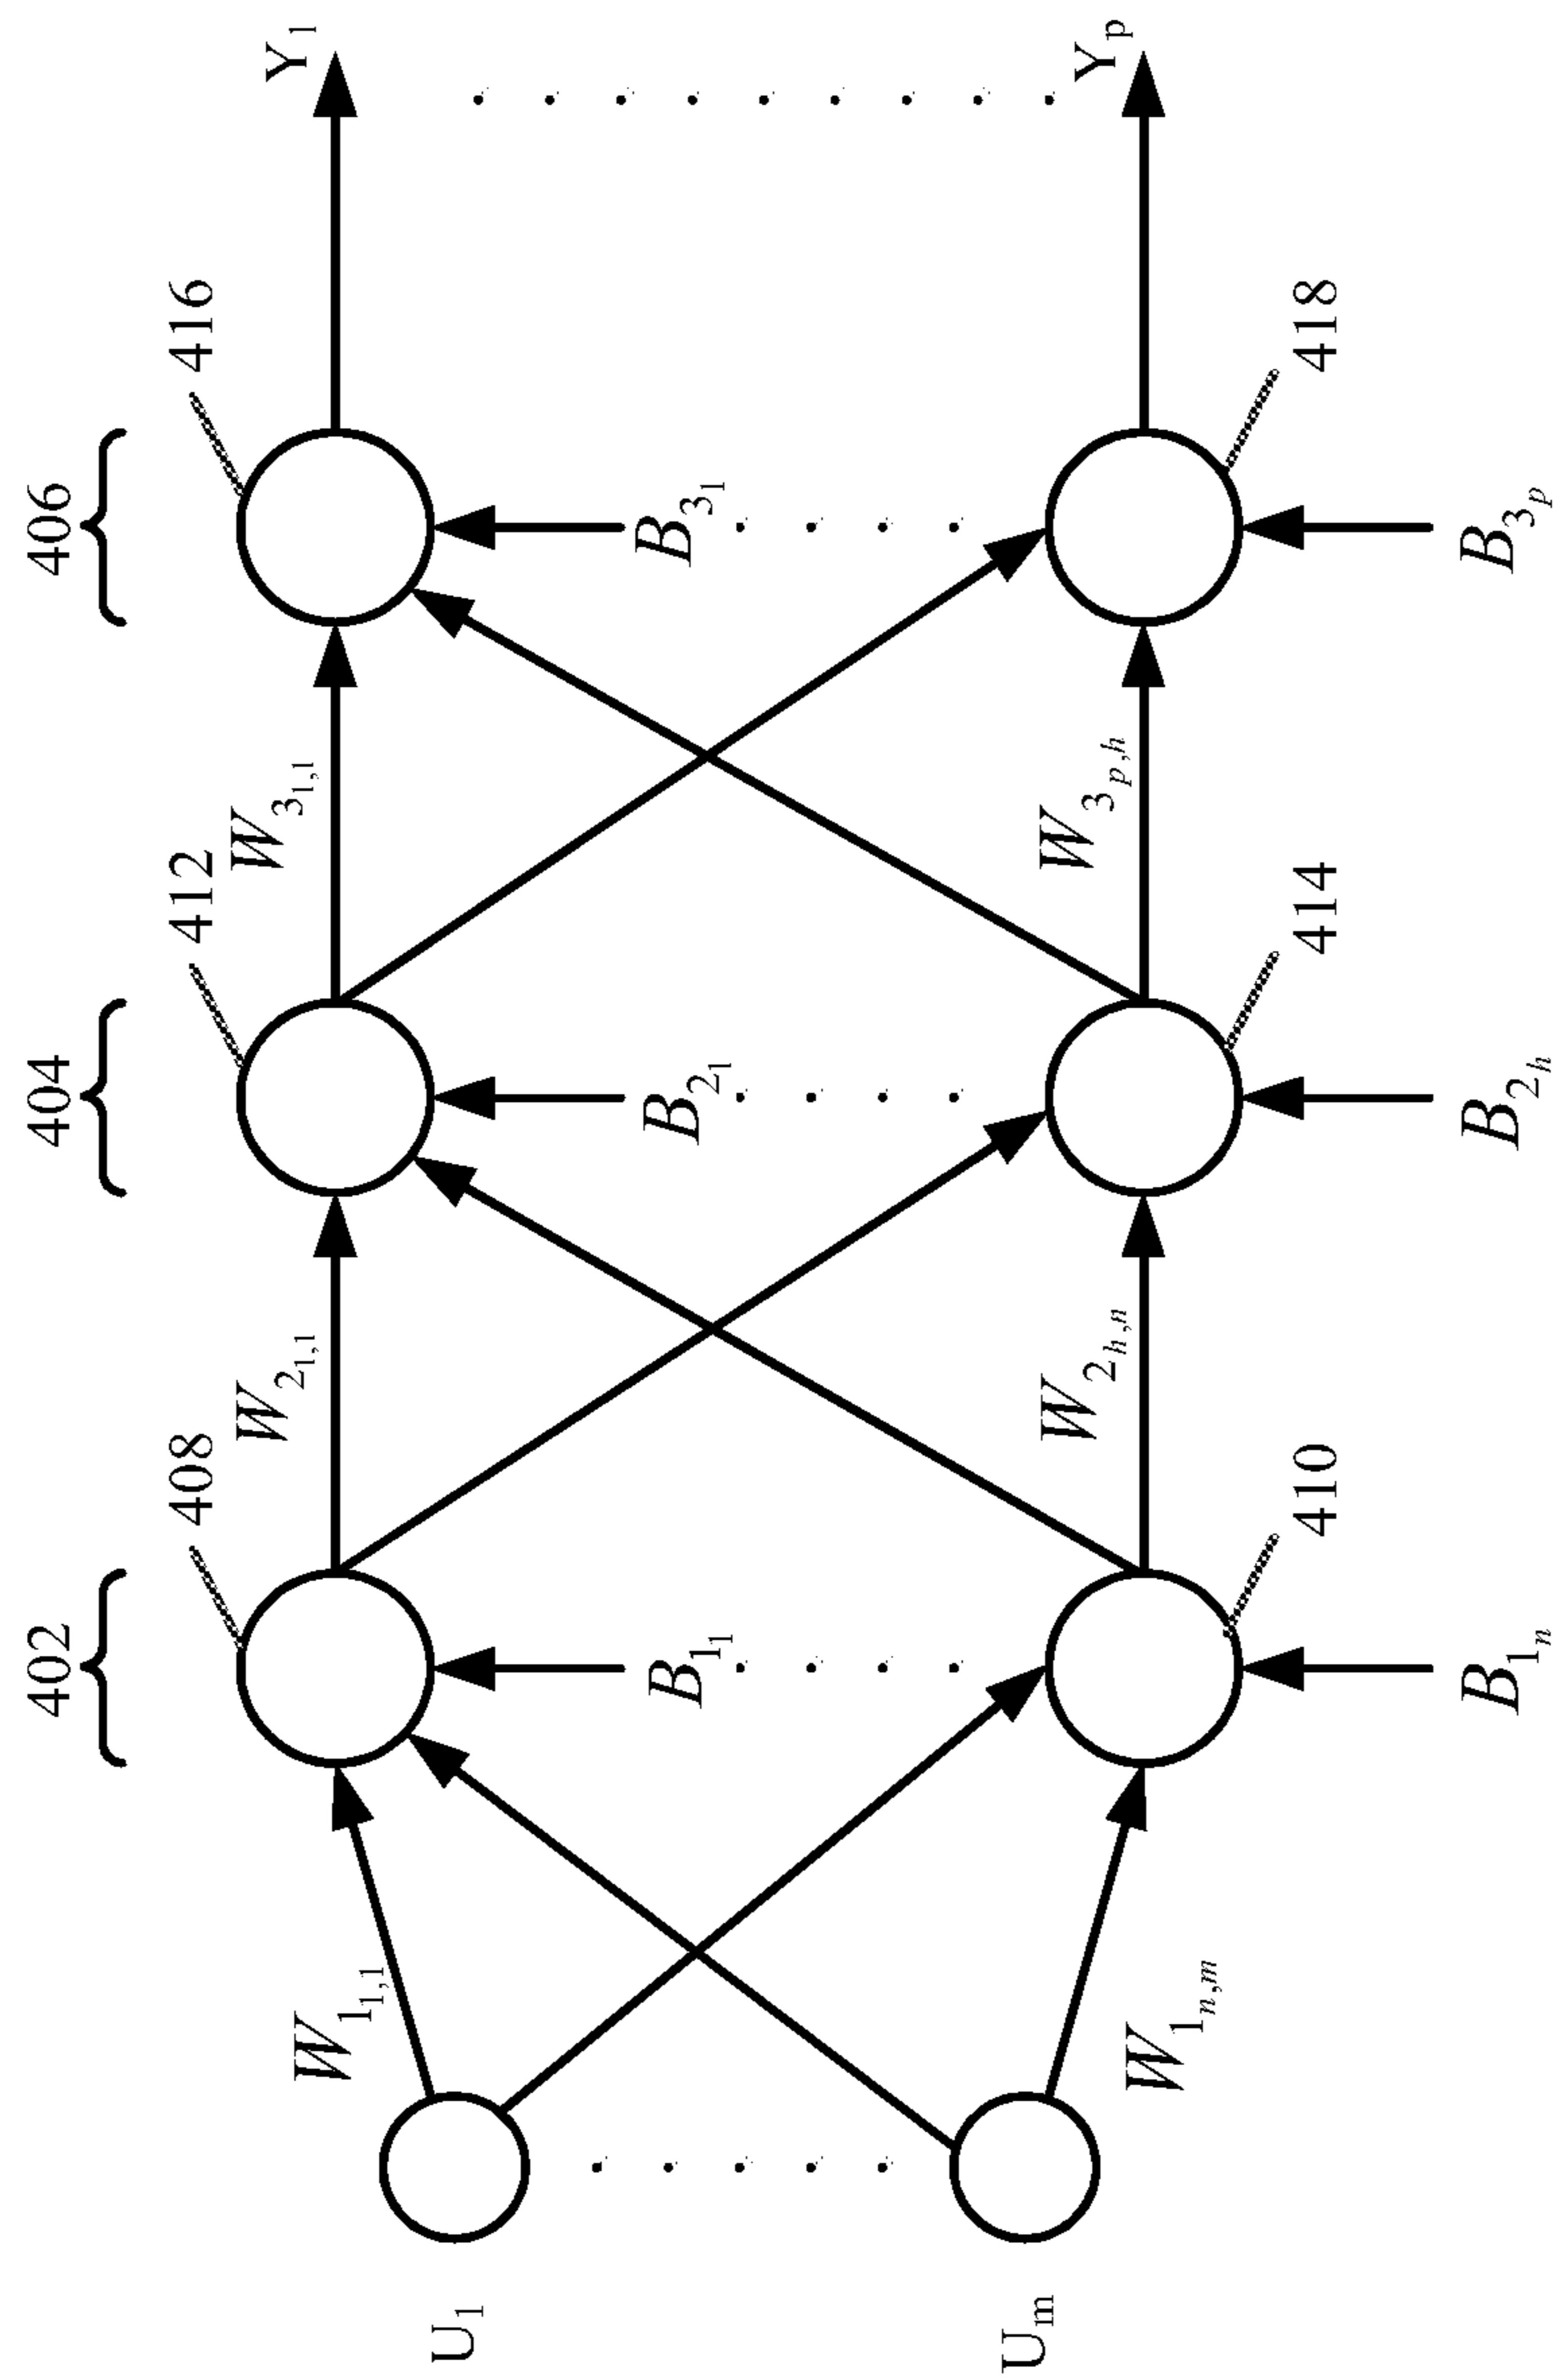 402
404
406
408
412
416
W₁₁,₁
W₂₁,₁
W₃₁,₁
Y₁
U₁
B₁₁
B₂₁
B₃₁
Uₘ
W₁ₙ,ₘ
W₂ₕ,ₙ
W₃ₚ,ₕ
Yₚ
410
414
418
B₁ₙ
B₂ₕ
B₃ₚ